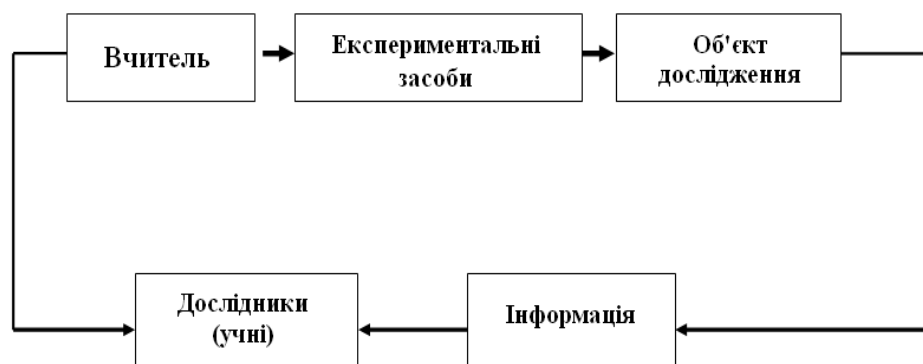 Вчитель
Експериментальні
засоби
Об'єкт
дослідження
Дослідники
(учні)
Інформація